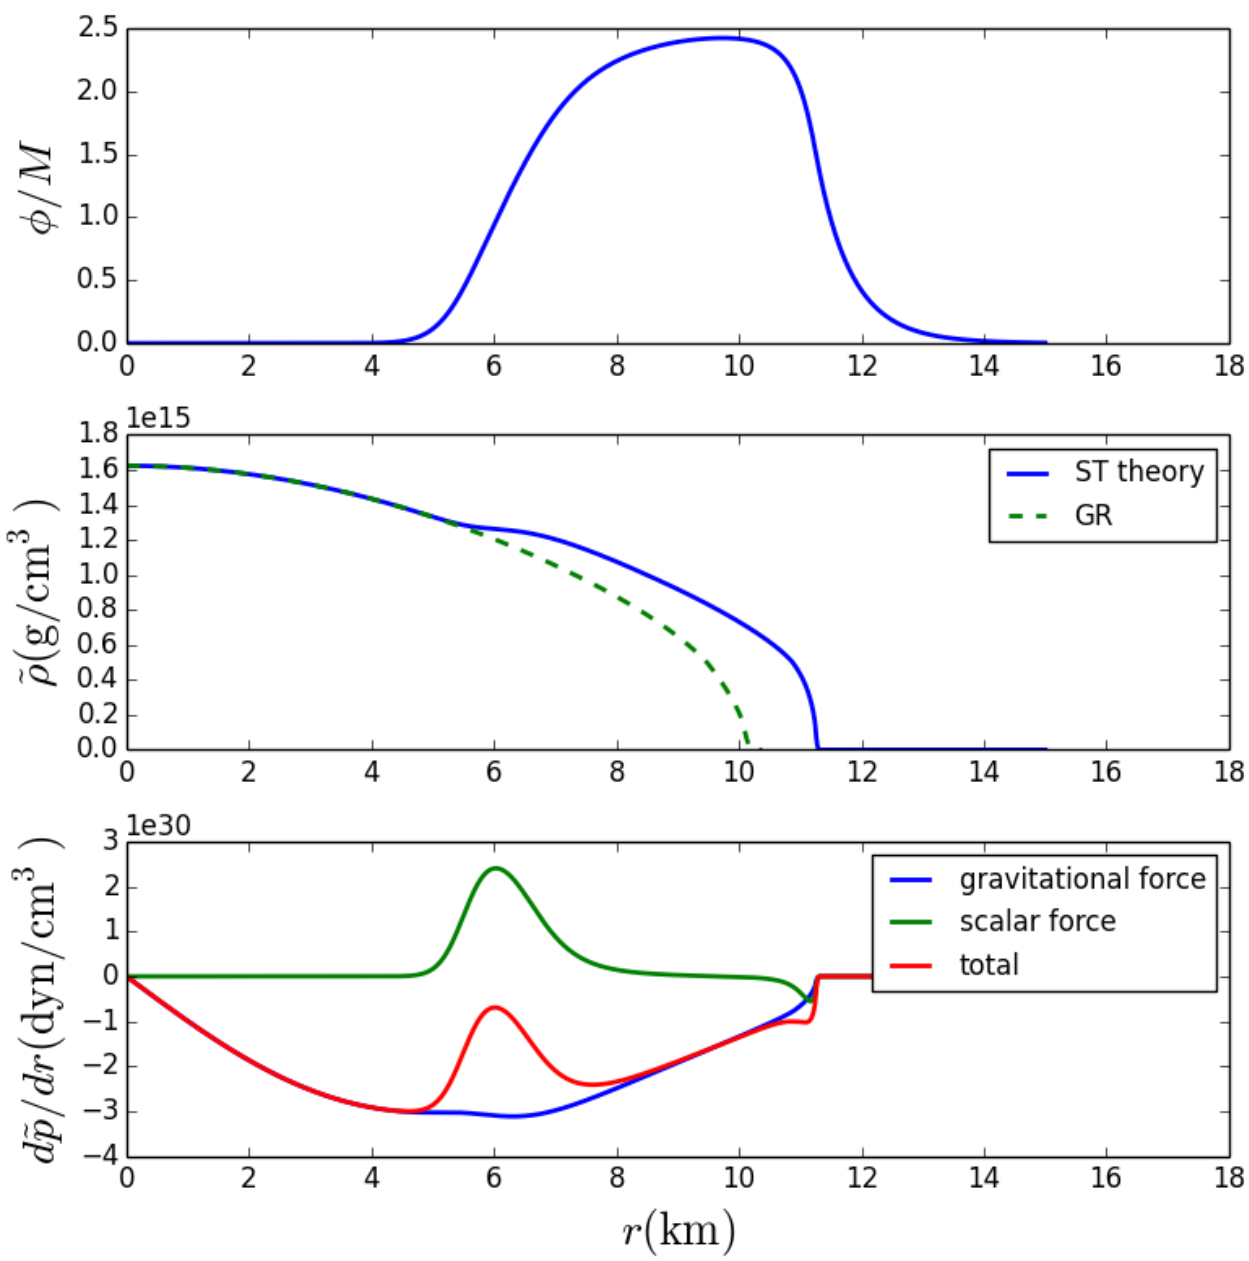 ϕ/M
2.5
2.0
1.5
1.0
0.5
0.0
0 2 4 6 8 10 12 14 16 18
1e15
ρ̃(g/cm³)
1.8
1.6
1.4
1.2
1.0
0.8
0.6
0.4
0.2
0.0
ST theory
GR
0 2 4 6 8 10 12 14 16 18
1e30
dp̃/dr(dyn/cm³)
3
2
1
0
−1
−2
−3
−4
gravitational force
scalar force
total
0 2 4 6 8 10 12 14 16 18
r(km)